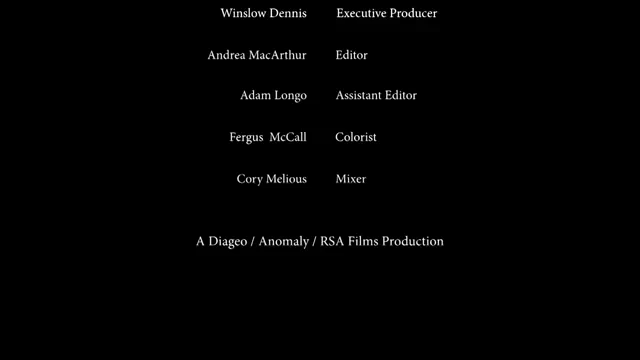 Winslow Dennis Executive Producer
Andrea MacArthur Editor
Adam Longo Assistant Editor
Fergus McCall Colorist
Cory Melious Mixer
A Diageo / Anomaly / RSA Films Production